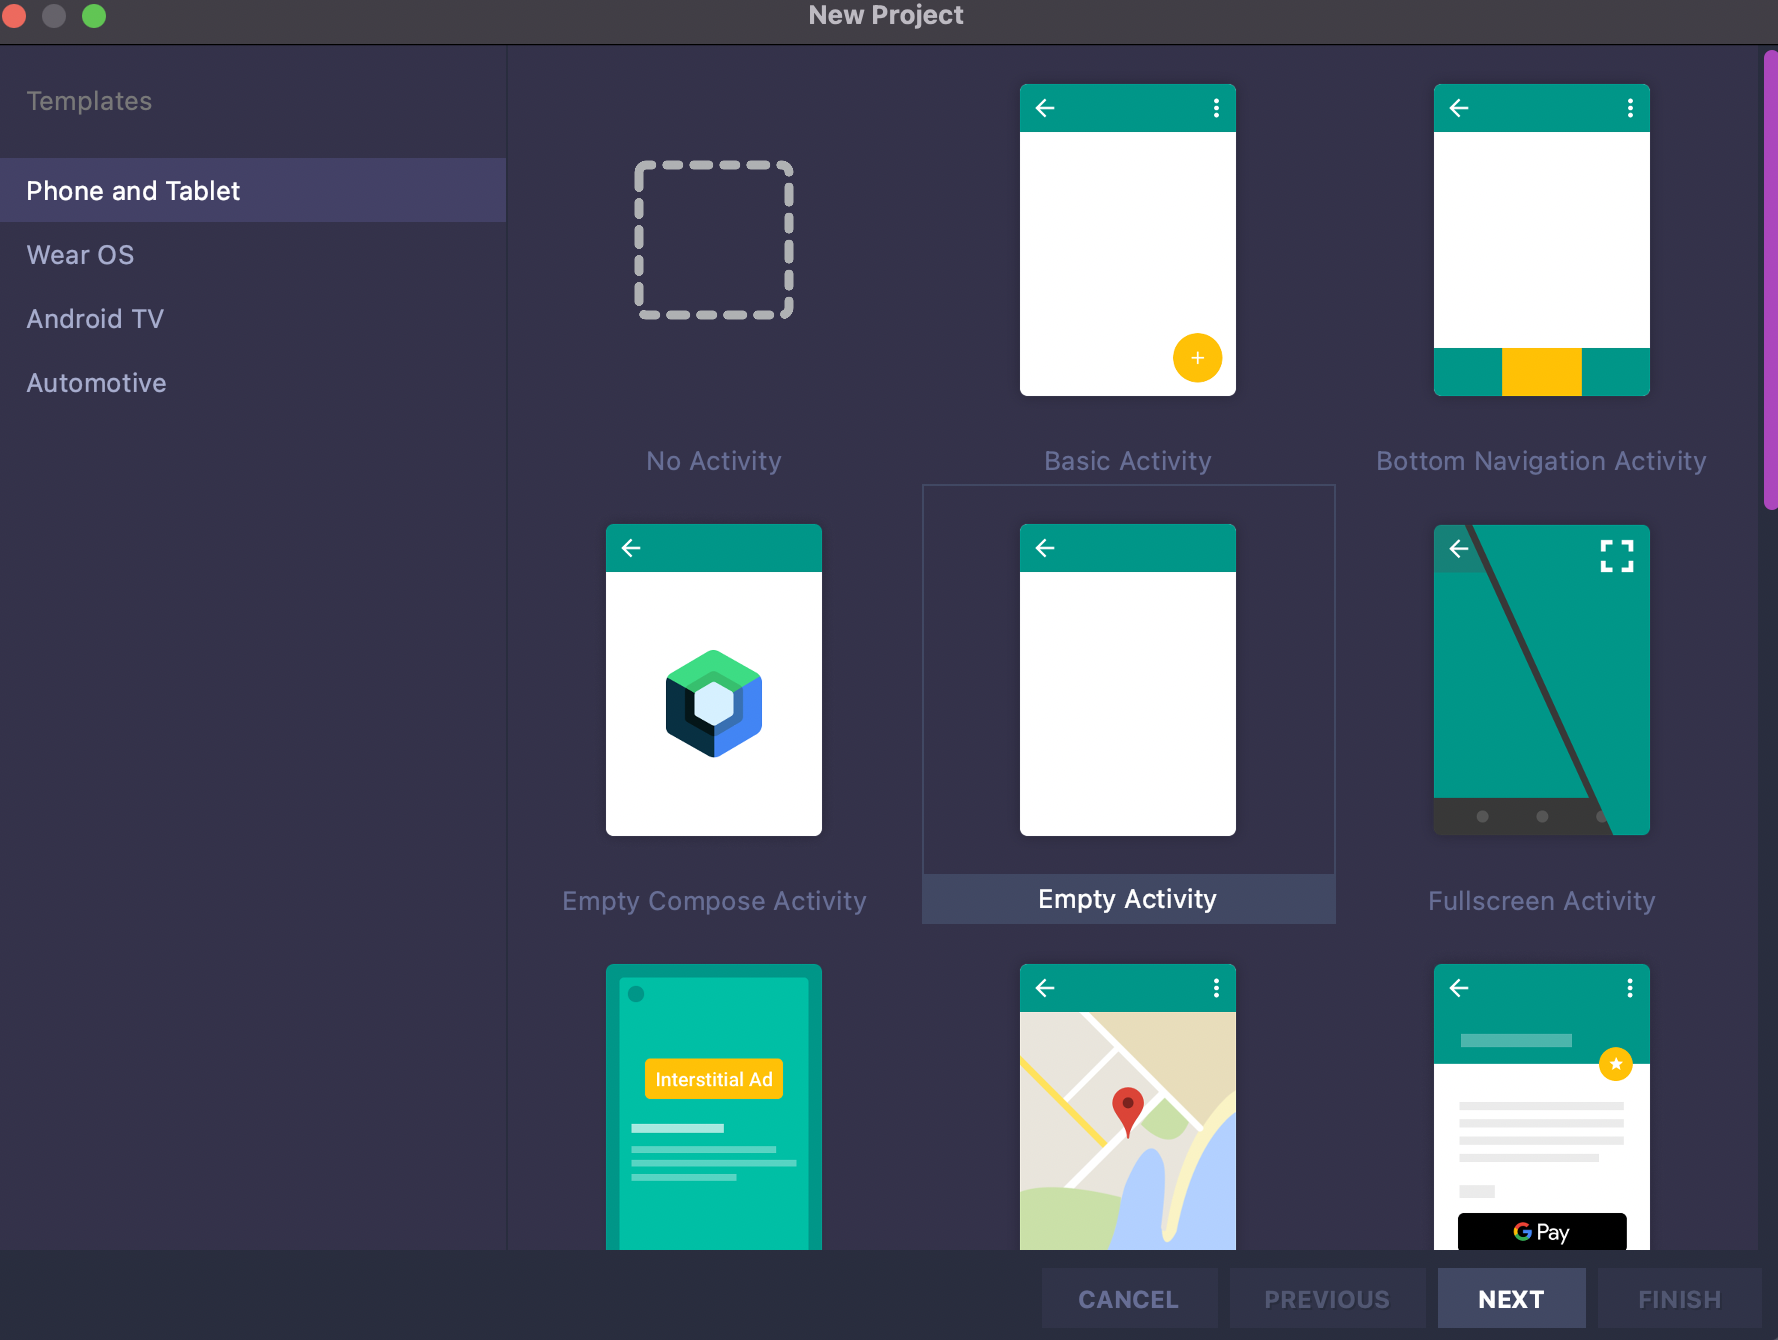 New Project
Templates
Phone and Tablet
Wear OS
Android TV
Automotive
No Activity
Basic Activity
Bottom Navigation Activity
Empty Compose Activity
Empty Activity
Fullscreen Activity
Interstitial Ad
G Pay
CANCEL
PREVIOUS
NEXT
FINISH